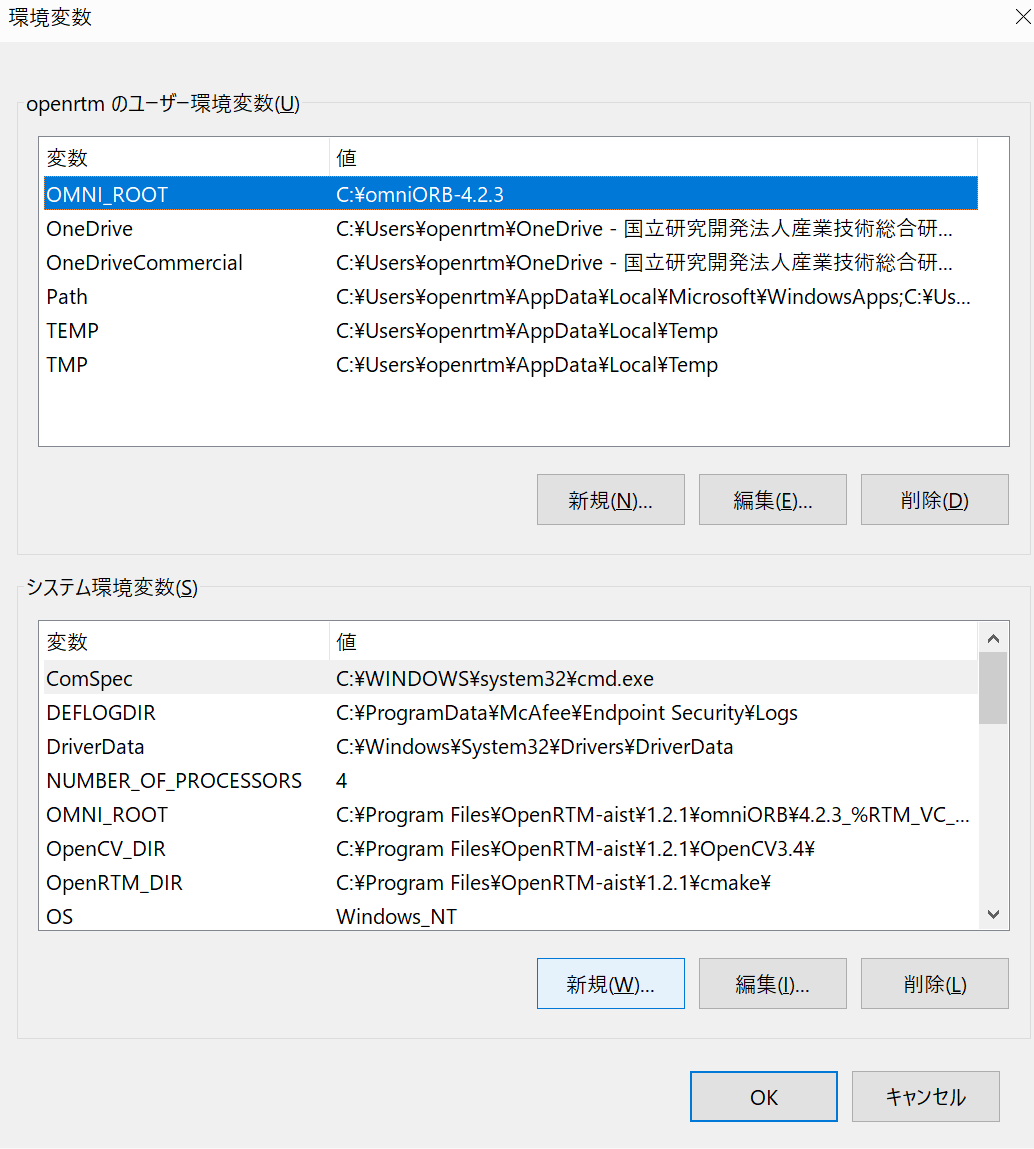 環境変数
openrtm のユーザー環境変数(U)
変数 値
OMNI_ROOT C:¥omniORB-4.2.3
OneDrive C:¥Users¥openrtm¥OneDrive - 国立研究開発法人産業技術総合研...
OneDriveCommercial C:¥Users¥openrtm¥OneDrive - 国立研究開発法人産業技術総合研...
Path C:¥Users¥openrtm¥AppData¥Local¥Microsoft¥WindowsApps;C:¥Us...
TEMP C:¥Users¥openrtm¥AppData¥Local¥Temp
TMP C:¥Users¥openrtm¥AppData¥Local¥Temp
新規(N)... 編集(E)... 削除(D)
システム環境変数(S)
変数 値
ComSpec C:¥WINDOWS¥system32¥cmd.exe
DEFLOGDIR C:¥ProgramData¥McAfee¥Endpoint Security¥Logs
DriverData C:¥Windows¥System32¥Drivers¥DriverData
NUMBER_OF_PROCESSORS 4
OMNI_ROOT C:¥Program Files¥OpenRTM-aist¥1.2.1¥omniORB¥4.2.3_%RTM_VC_...
OpenCV_DIR C:¥Program Files¥OpenRTM-aist¥1.2.1¥OpenCV3.4¥
OpenRTM_DIR C:¥Program Files¥OpenRTM-aist¥1.2.1¥cmake¥
OS Windows_NT
新規(W)... 編集(I)... 削除(L)
OK キャンセル